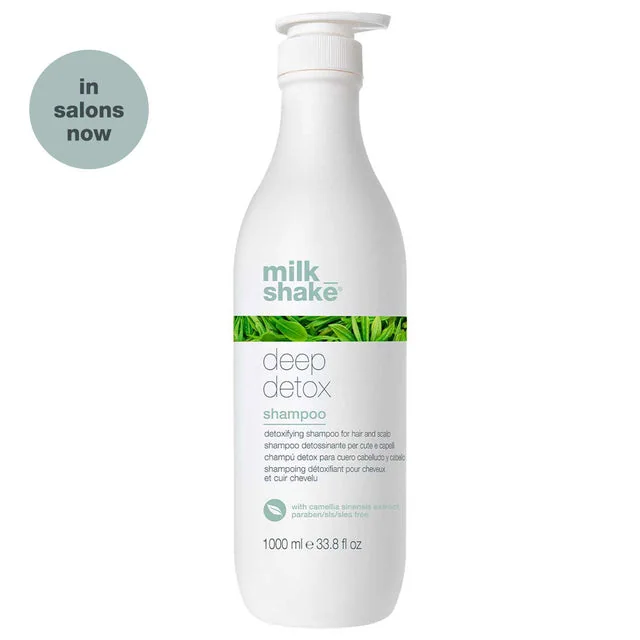 in
salons
now
milk_
shake®
deep
detox
shampoo
detoxifying shampoo for hair and scalp
shampoo detossinante per cute e capelli
champú detox para cuero cabelludo y cabello
shampoing détoxifiant pour cheveux
et cuir chevelu
with camellia sinensis extract
paraben/sls/sles free
1000 ml e 33.8 fl oz